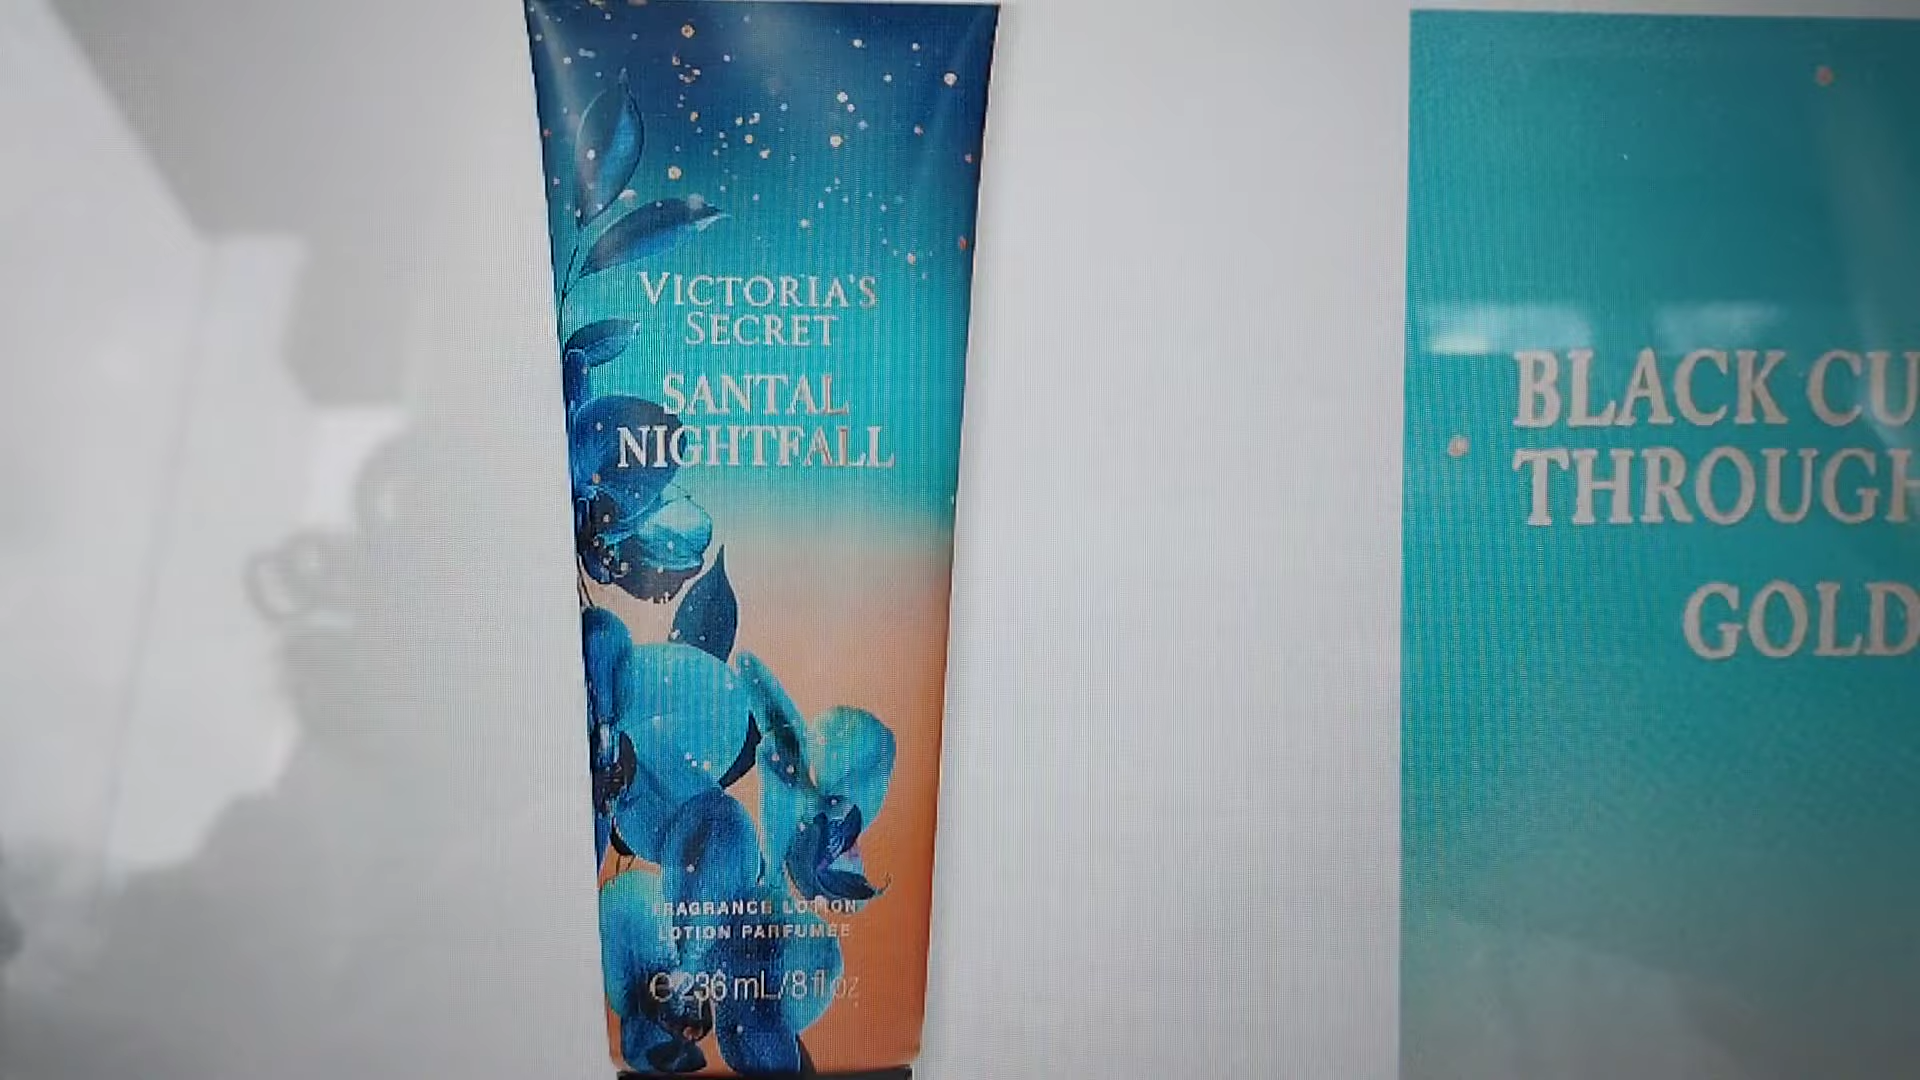 VICTORIA'S
SECRET
SANTAL
NIGHTFALL
FRAGRANCE LOTION
LOTION PARFUMÉE
e 236 mL/8 fl oz
BLACK CU
THROUGH
GOLD